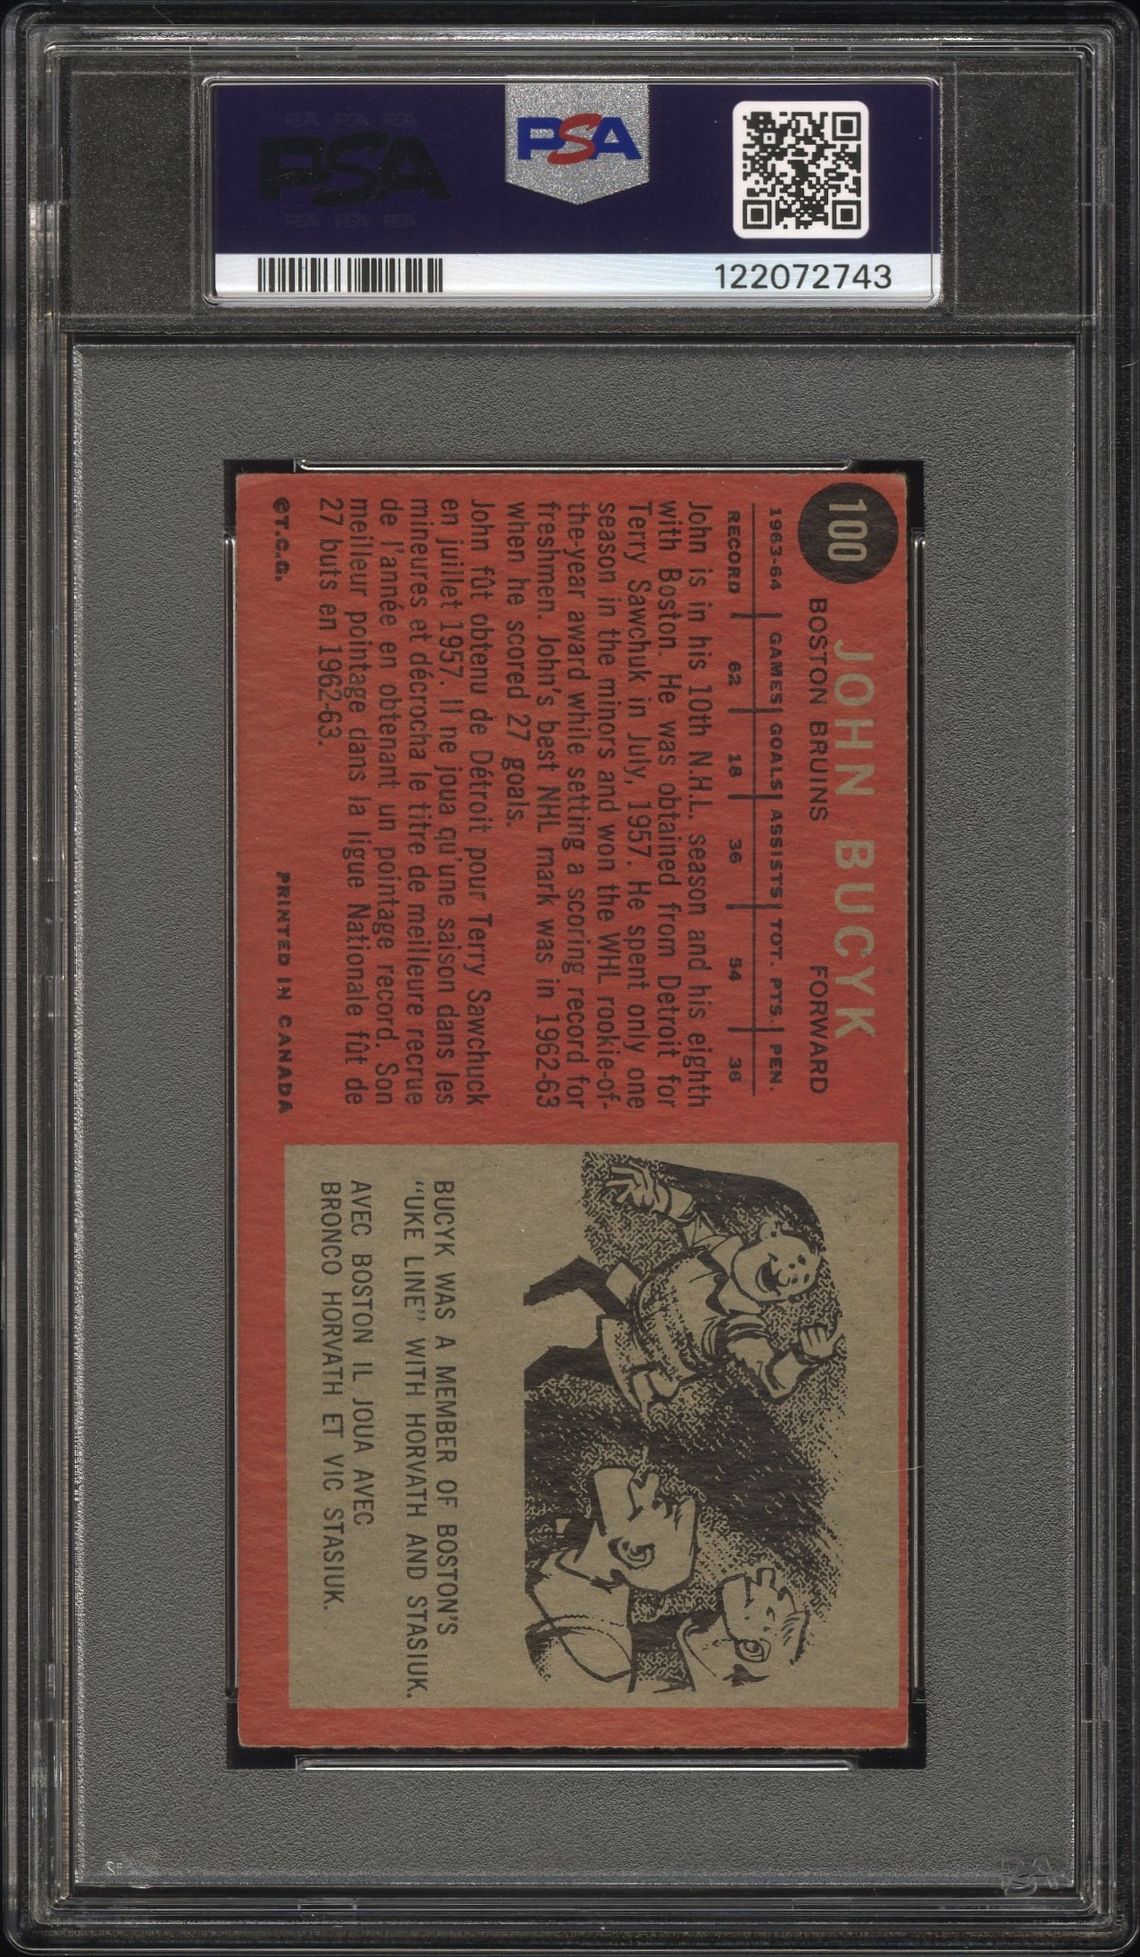 PSA
PSA
122072743
100
JOHN BUCYK
BOSTON BRUINS FORWARD
1963-64 GAMES GOALS ASSISTS TOT. PTS. PEN.
RECORD 62 18 36 54 36
John is in his 10th N.H.L. season and his eighth
with Boston. He was obtained from Detroit for
Terry Sawchuk in July, 1957. He spent only one
season in the minors and won the WHL rookie-of-
the-year award while setting a scoring record for
freshmen. John's best NHL mark was in 1962-63
when he scored 27 goals.
John fût obtenu de Détroit pour Terry Sawchuck
en juillet 1957. Il ne joua qu'une saison dans les
mineures et décrocha le titre de meilleure recrue
de l'année en obtenant un pointage record. Son
meilleur pointage dans la ligue Nationale fût de
27 buts en 1962-63.
©T.C.G. PRINTED IN CANADA
BUCYK WAS A MEMBER OF BOSTON'S
"UKE LINE" WITH HORVATH AND STASIUK.
AVEC BOSTON IL JOUA AVEC
BRONCO HORVATH ET VIC STASIUK.
PSA